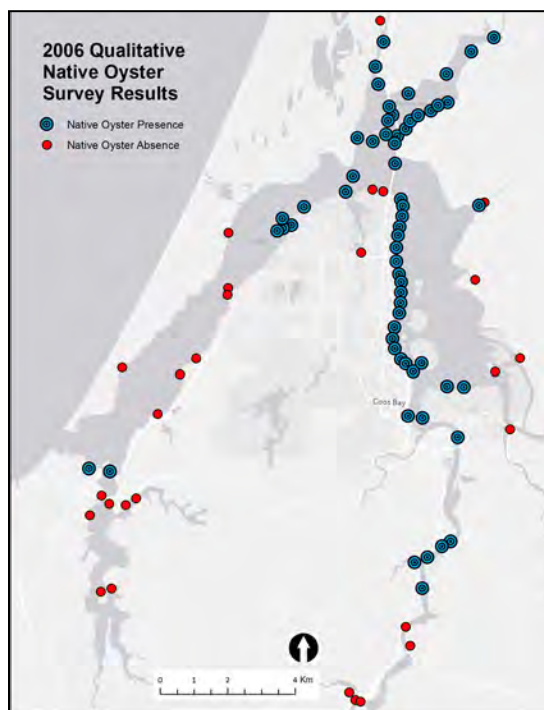 2006 Qualitative
Native Oyster
Survey Results
Native Oyster Presence
Native Oyster Absence
Coos Bay
0 1 2 4 Km